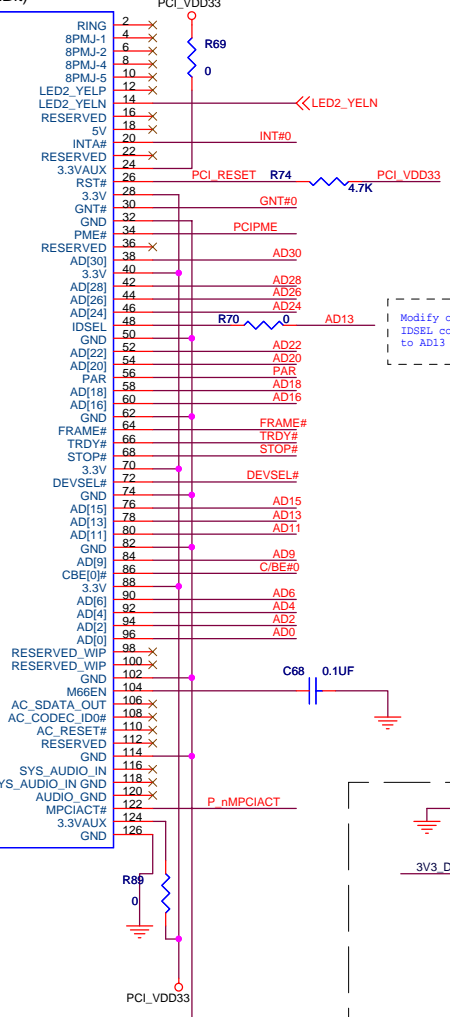 PCI_VDD33
RING 2
8PMJ-1 4
8PMJ-2 6
8PMJ-4 8
8PMJ-5 10
LED2_YELP 12
LED2_YELN 14 LED2_YELN
RESERVED 16
5V 18
INTA# 20 INT#0
RESERVED 22
3.3VAUX 24
R69
0
RST# 26 PCI_RESET R74 4.7K PCI_VDD33
3.3V 28
GNT# 30 GNT#0
GND 32
PME# 34 PCIPME
RESERVED 36
AD[30] 38 AD30
3.3V 40
AD[28] 42 AD28
AD[26] 44 AD26
AD[24] 46 AD24
IDSEL 48 R70 0 AD13
Modify
IDSEL
to AD13
GND 50
AD[22] 52 AD22
AD[20] 54 AD20
PAR 56 PAR
AD[18] 58 AD18
AD[16] 60 AD16
GND 62
FRAME# 64 FRAME#
TRDY# 66 TRDY#
STOP# 68 STOP#
3.3V 70
DEVSEL# 72 DEVSEL#
GND 74
AD[15] 76 AD15
AD[13] 78 AD13
AD[11] 80 AD11
GND 82
AD[9] 84 AD9
CBE[0]# 86 C/BE#0
3.3V 88
AD[6] 90 AD6
AD[4] 92 AD4
AD[2] 94 AD2
AD[0] 96 AD0
RESERVED_WIP 98
RESERVED_WIP 100
GND 102
M66EN 104 C68 0.1UF
AC_SDATA_OUT 106
AC_CODEC_ID0# 108
AC_RESET# 110
RESERVED 112
GND 114
SYS_AUDIO_IN 116
YS_AUDIO_IN GND 118
AUDIO_GND 120
MPCIACT# 122 P_nMPCIACT
3.3VAUX 124
GND 126
3V3_D
R89
0
PCI_VDD33